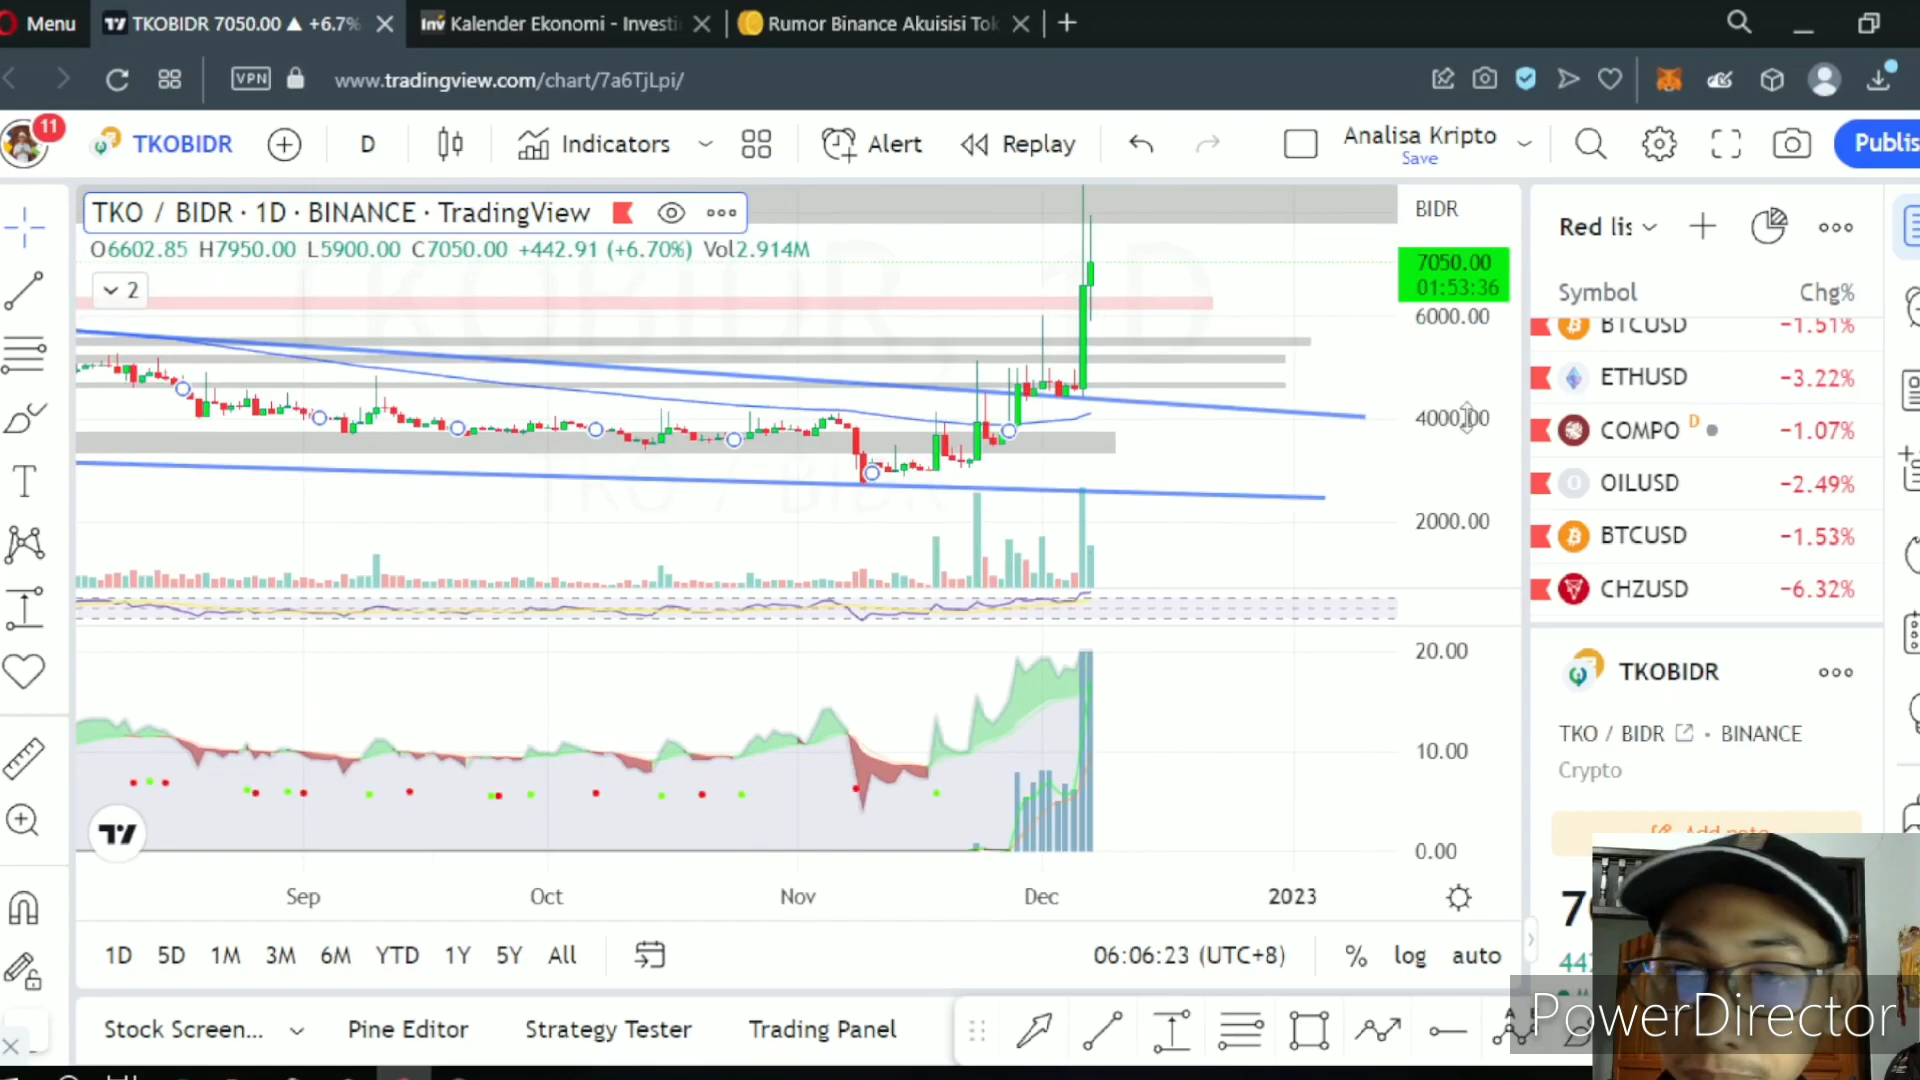 Menu
TKOBIDR 7050.00 ▲ +6.7%
Kalender Ekonomi - Investi
Rumor Binance Akuisisi Tok
VPN
www.tradingview.com/chart/7a6TjLpi/
11
TKOBIDR
D
Indicators
Alert
Replay
Analisa Kripto
Save
Publis
TKO / BIDR · 1D · BINANCE · TradingView
O6602.85 H7950.00 L5900.00 C7050.00 +442.91 (+6.70%) Vol2.914M
2
BIDR
7050.00
01:53:36
6000.00
4000.00
2000.00
20.00
10.00
0.00
Sep
Oct
Nov
Dec
2023
1D
5D
1M
3M
6M
YTD
1Y
5Y
All
06:06:23 (UTC+8)
%
log
auto
Stock Screen...
Pine Editor
Strategy Tester
Trading Panel
Red lis
Symbol
Chg%
BTCUSD -1.51%
ETHUSD -3.22%
COMPO D -1.07%
OILUSD -2.49%
BTCUSD -1.53%
CHZUSD -6.32%
TKOBIDR
TKO / BIDR · BINANCE
Crypto
Add note
442
PowerDirector